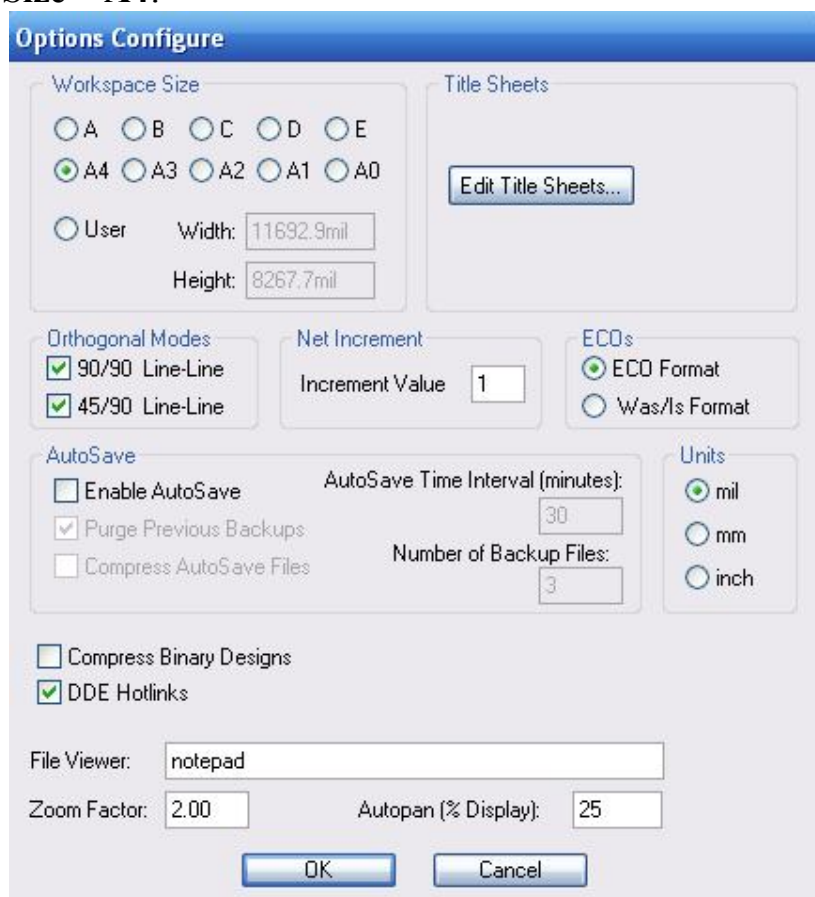 Options Configure
Workspace Size
A B C D E
A4 A3 A2 A1 A0
User Width: 11692.9mil
Height: 8267.7mil
Title Sheets
Edit Title Sheets...
Orthogonal Modes
90/90 Line-Line
45/90 Line-Line
Net Increment
Increment Value 1
ECOs
ECO Format
Was/Is Format
AutoSave
Enable AutoSave
Purge Previous Backups
Compress AutoSave Files
AutoSave Time Interval (minutes):
30
Number of Backup Files:
3
Units
mil
mm
inch
Compress Binary Designs
DDE Hotlinks
File Viewer: notepad
Zoom Factor: 2.00 Autopan (% Display): 25
OK Cancel